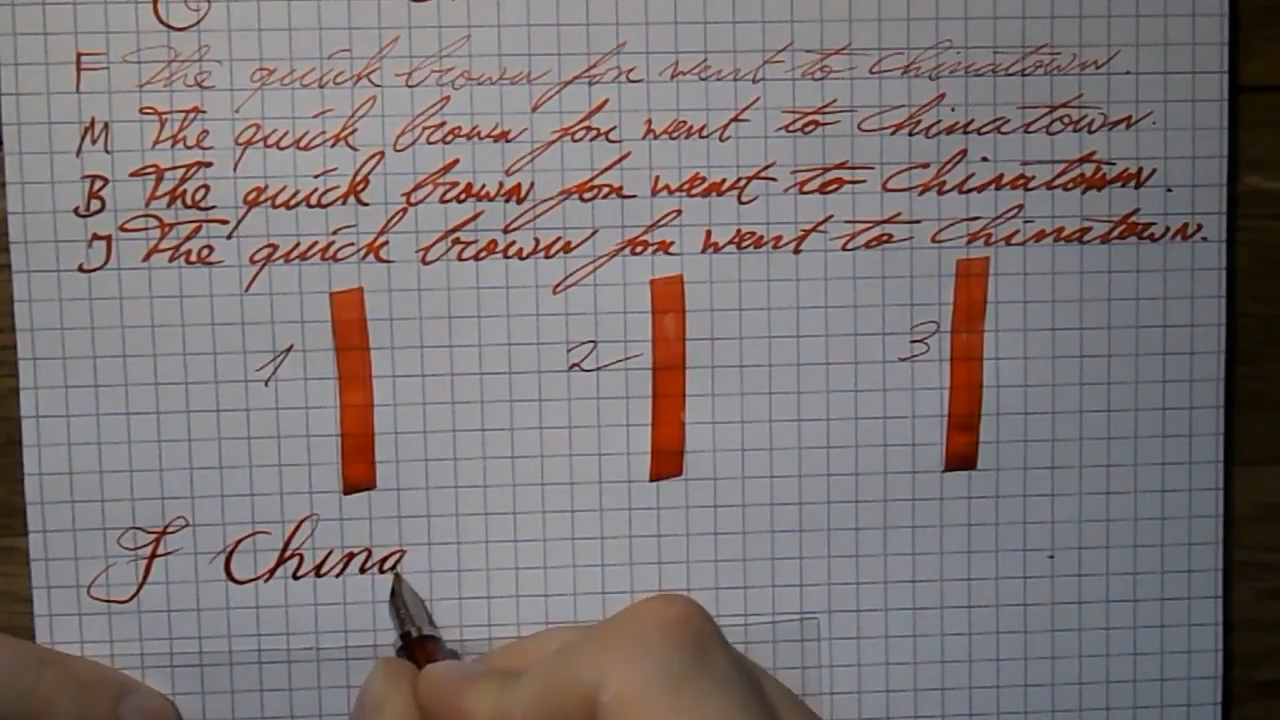 F The quick brown fox went to Chinatown.
M The quick brown fox went to Chinatown.
B The quick brown fox went to Chinatown.
J The quick brown fox went to Chinatown.
1 2 3
F China